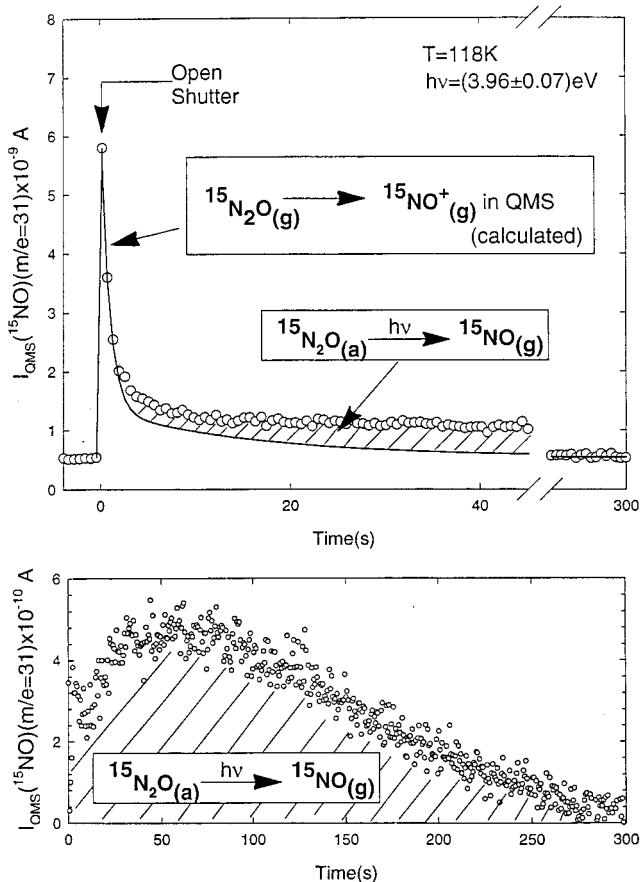 I_QMS(¹⁵NO)(m/e=31)x10⁻⁹ A
8
7
6
5
4
3
2
1
0
Open
Shutter
T=118K
hν=(3.96±0.07)eV
¹⁵N₂O(g) ¹⁵NO⁺(g) in QMS
(calculated)
¹⁵N₂O(a) hν ¹⁵NO(g)
0 20 40 300
Time(s)
I_QMS(¹⁵NO)(m/e=31)x10⁻¹⁰ A
6
4
2
0
¹⁵N₂O(a) hν ¹⁵NO(g)
0 50 100 150 200 250 300
Time(s)